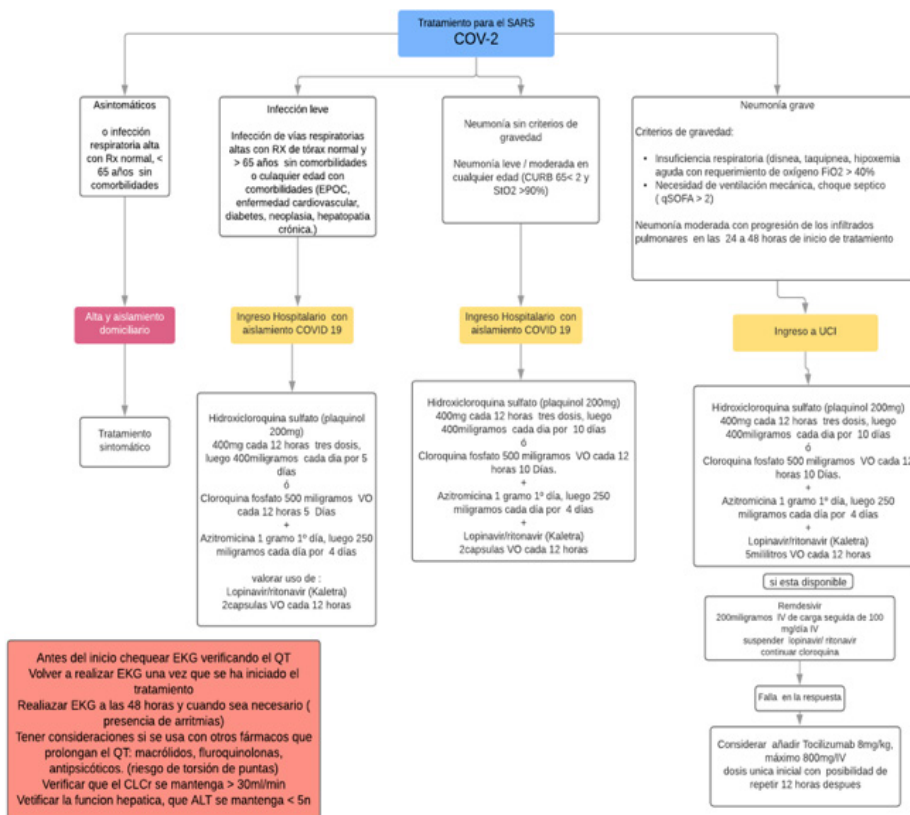 Tratamiento para el SARS
COV-2
Asintomáticos
o infección
respiratoria alta
con Rx normal, <
65 años sin
comorbilidades
Alta y aislamiento
domiciliario
Tratamiento
sintomático
Infección leve
Infección de vías respiratorias
altas con RX de tórax normal y
> 65 años sin comorbilidades
o culaquier edad con
comorbilidades (EPOC,
enfermedad cardiovascular,
diabetes, neoplasia, hepatopatia
crónica.)
Ingreso Hospitalario con
aislamiento COVID 19
Hidroxicloroquina sulfato (plaquinol
200mg)
400mg cada 12 horas tres dosis,
luego 400miligramos cada dia por 5
días
ó
Cloroquina fosfato 500 miligramos VO
cada 12 horas 5 Días
+
Azitromicina 1 gramo 1º día, luego 250
miligramos cada día por 4 días
valorar uso de :
Lopinavir/ritonavir (Kaletra)
2capsulas VO cada 12 horas
Neumonía sin criterios de
gravedad
Neumonía leve / moderada en
cualquier edad (CURB 65< 2 y
StO2 >90%)
Ingreso Hospitalario con
aislamiento COVID 19
Hidroxicloroquina sulfato (plaquinol 200mg)
400mg cada 12 horas tres dosis, luego
400miligramos cada dia por 10 días
ó
Cloroquina fosfato 500 miligramos VO cada 12
horas 10 Días.
+
Azitromicina 1 gramo 1º día, luego 250
miligramos cada día por 4 días
+
Lopinavir/ritonavir (Kaletra)
2capsulas VO cada 12 horas
Neumonía grave
Criterios de gravedad:
• Insuficiencia respiratoria (disnea, taquipnea, hipoxemia
aguda con requerimiento de oxígeno FiO2 > 40%
• Necesidad de ventilación mecánica, choque septico
( qSOFA > 2)
Neumonía moderada con progresión de los infiltrados
pulmonares en las 24 a 48 horas de inicio de tratamiento
Ingreso a UCI
Hidroxicloroquina sulfato (plaquinol 200mg)
400mg cada 12 horas tres dosis, luego
400miligramos cada dia por 10 días
ó
Cloroquina fosfato 500 miligramos VO cada 12
horas 10 Días.
+
Azitromicina 1 gramo 1º día, luego 250
miligramos cada día por 4 días
+
Lopinavir/ritonavir (Kaletra)
5mililitros VO cada 12 horas
si esta disponible
Remdesivir
200miligramos IV de carga seguida de 100
mg/día IV
suspender lopinavir/ ritonavir
continuar cloroquina
Falla en la respuesta
Considerar añadir Tocilizumab 8mg/kg,
máximo 800mg/IV
dosis unica inicial con posibilidad de
repetir 12 horas despues
Antes del inicio chequear EKG verificando el QT
Volver a realizar EKG una vez que se ha iniciado el
tratamiento
Realiazar EKG a las 48 horas y cuando sea necesario (
presencia de arritmias)
Tener consideraciones si se usa con otros fármacos que
prolongan el QT: macrólidos, fluroquinolonas,
antipsicóticos. (riesgo de torsión de puntas)
Verificar que el CLCr se mantenga > 30ml/min
Vetificar la funcion hepatica, que ALT se mantenga < 5n